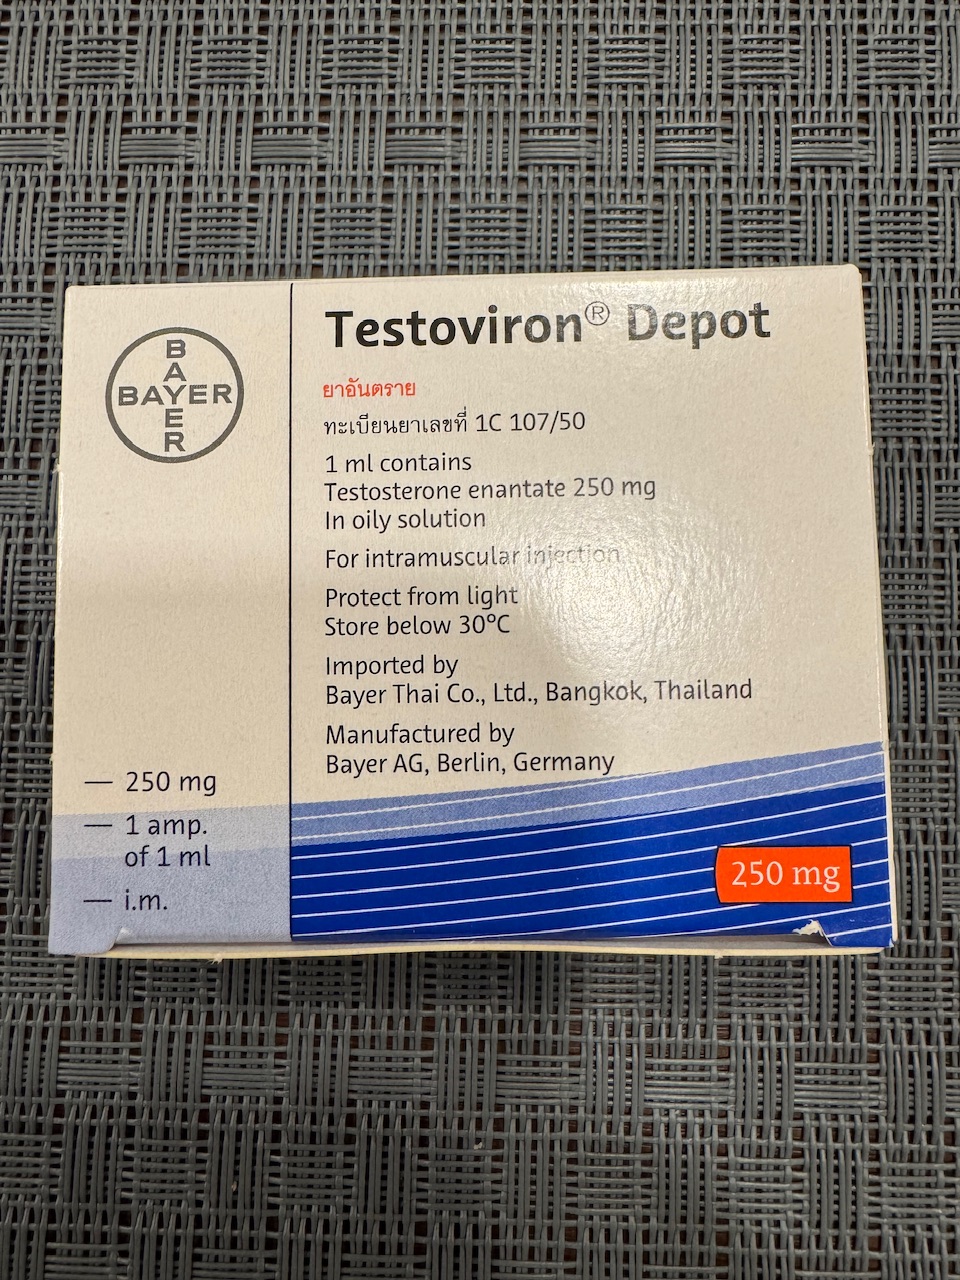 BAYER
BAYER
Testoviron® Depot
ยาอันตราย
ทะเบียนยาเลขที่ 1C 107/50
1 ml contains
Testosterone enantate 250 mg
In oily solution
For intramuscular injection
Protect from light
Store below 30°C
Imported by
Bayer Thai Co., Ltd., Bangkok, Thailand
Manufactured by
Bayer AG, Berlin, Germany
— 250 mg
— 1 amp.
of 1 ml
— i.m.
250 mg